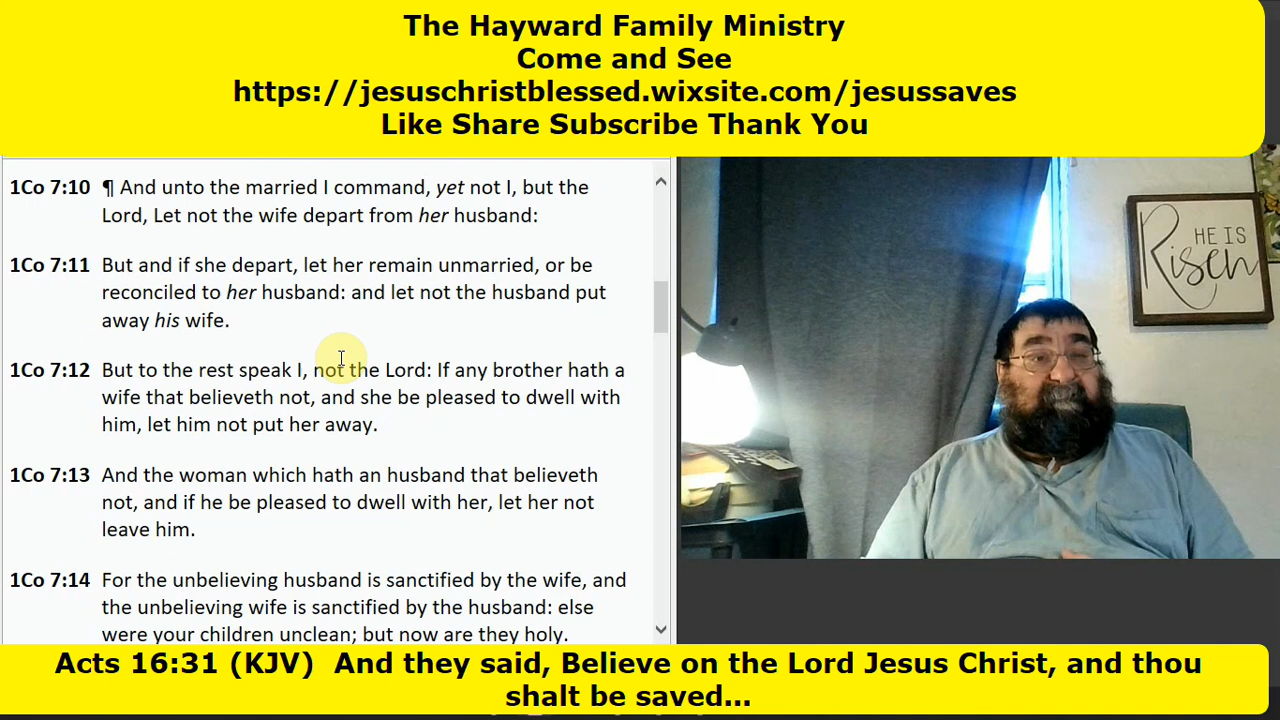 The Hayward Family Ministry
Come and See
https://jesuschristblessed.wixsite.com/jesussaves
Like Share Subscribe Thank You
1Co 7:10 ¶ And unto the married I command, yet not I, but the
Lord, Let not the wife depart from her husband:
1Co 7:11 But and if she depart, let her remain unmarried, or be
reconciled to her husband: and let not the husband put
away his wife.
1Co 7:12 But to the rest speak I, not the Lord: If any brother hath a
wife that believeth not, and she be pleased to dwell with
him, let him not put her away.
1Co 7:13 And the woman which hath an husband that believeth
not, and if he be pleased to dwell with her, let her not
leave him.
1Co 7:14 For the unbelieving husband is sanctified by the wife, and
the unbelieving wife is sanctified by the husband: else
were your children unclean; but now are they holy.
HE IS
Risen
Acts 16:31 (KJV) And they said, Believe on the Lord Jesus Christ, and thou
shalt be saved...